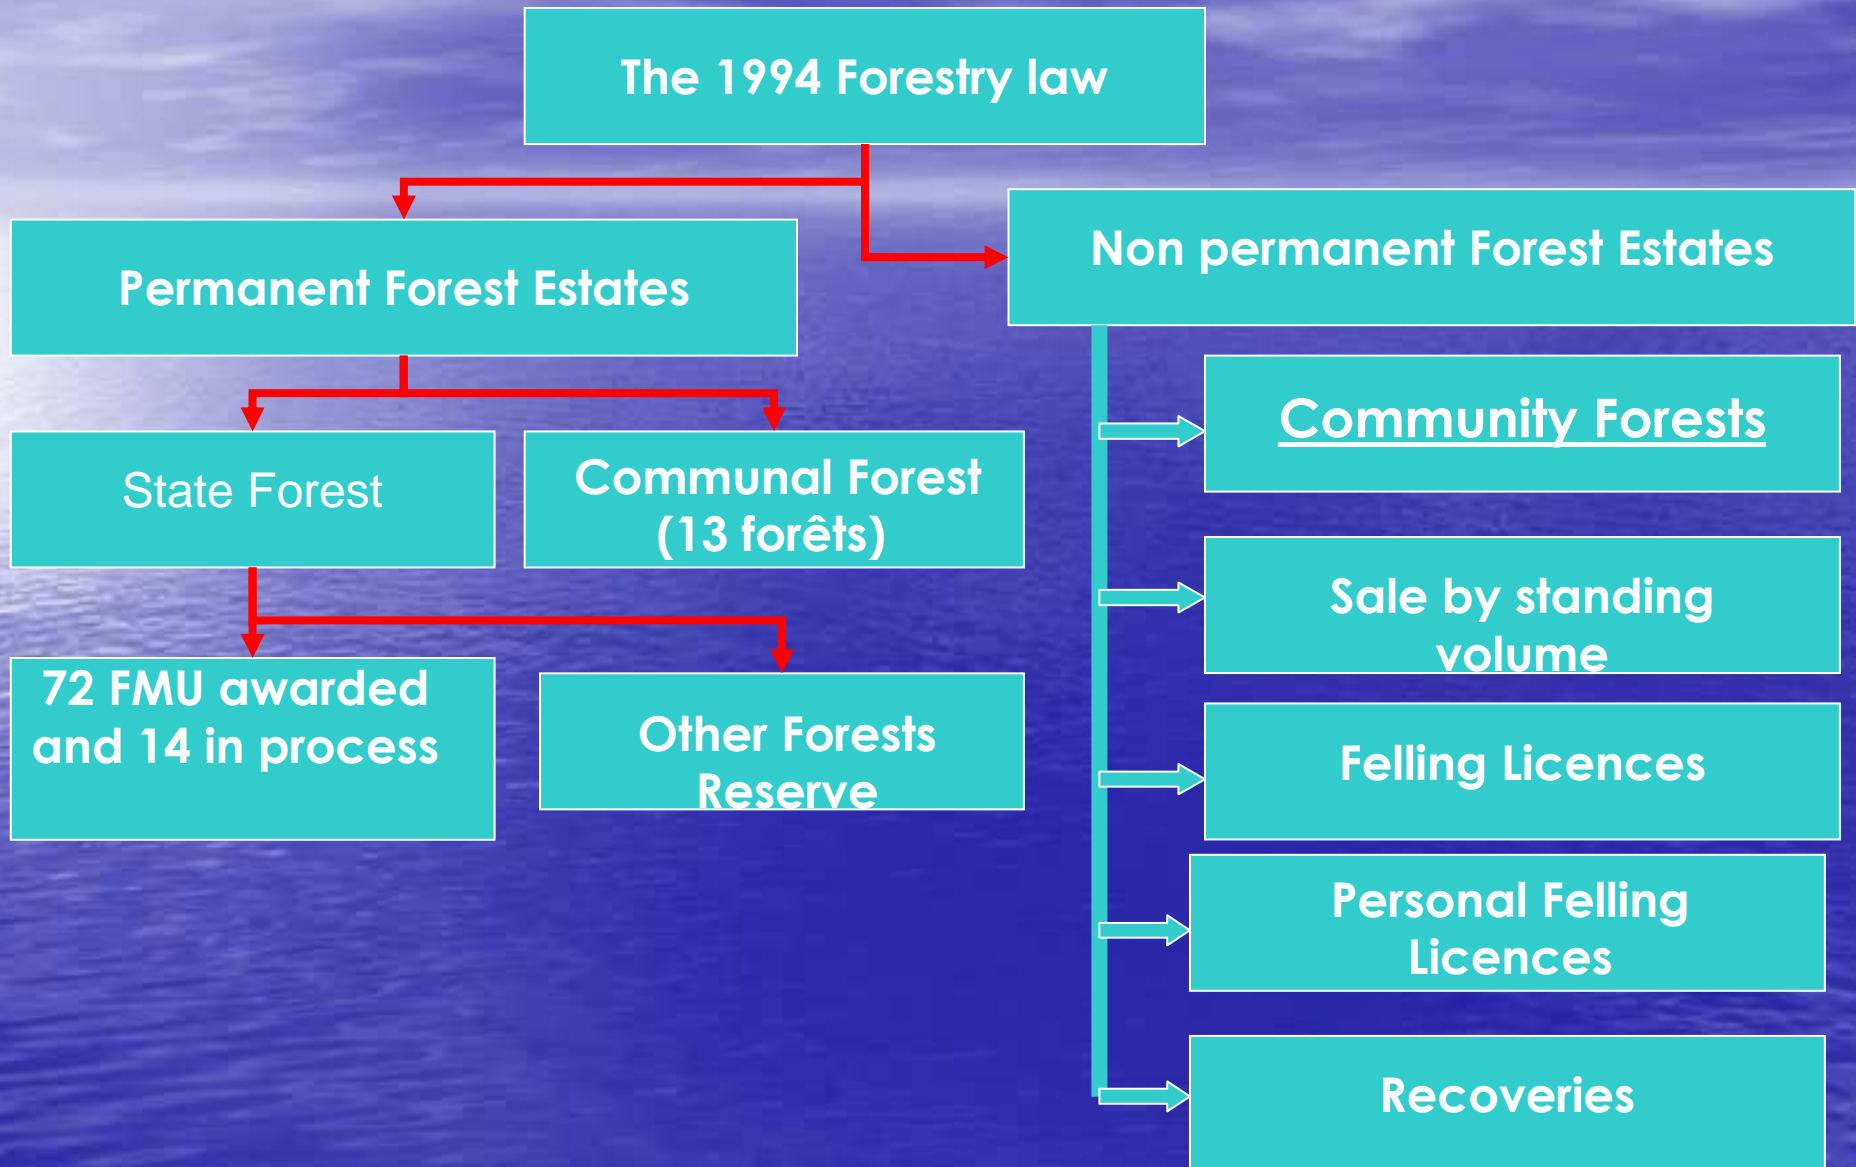 The 1994 Forestry law
Permanent Forest Estates
Non permanent Forest Estates
State Forest
Communal Forest
(13 forêts)
72 FMU awarded
and 14 in process
Other Forests
Reserve
Community Forests
Sale by standing
volume
Felling Licences
Personal Felling
Licences
Recoveries